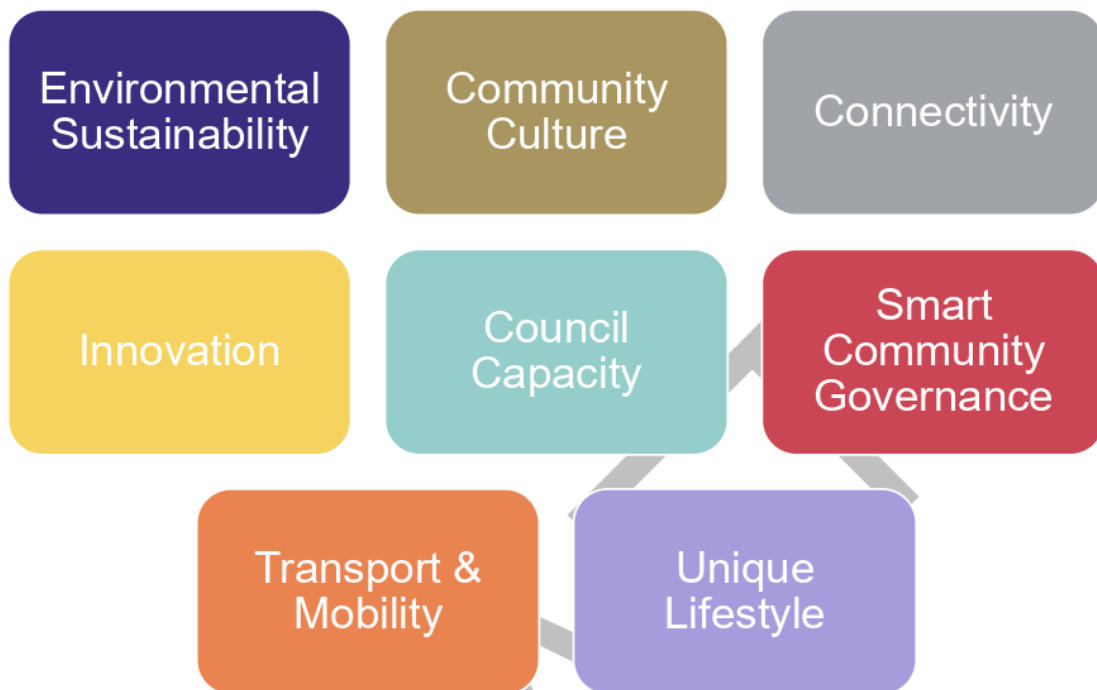 Environmental
Sustainability
Community
Culture
Connectivity
Innovation
Council
Capacity
Smart
Community
Governance
Transport &
Mobility
Unique
Lifestyle